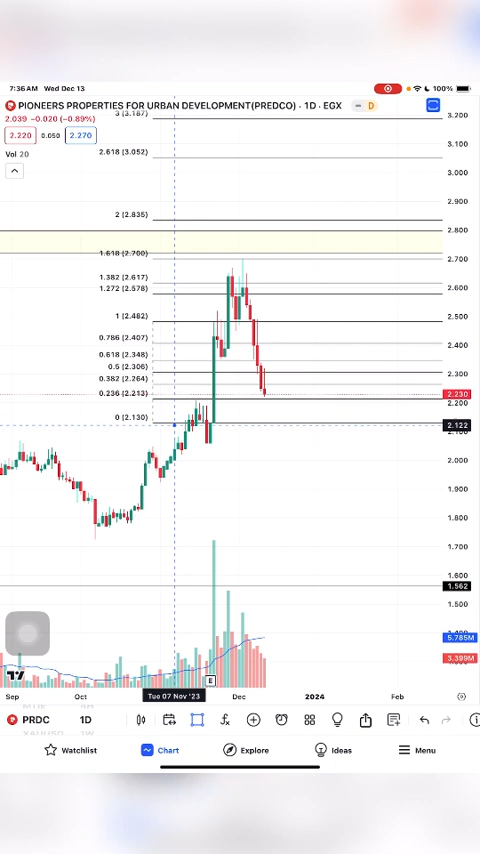 7:36 AM Wed Dec 13
100%
PIONEERS PROPERTIES FOR URBAN DEVELOPMENT(PREDCO) · 1D · EGX
D
2.039 −0.020 (−0.89%)
2.220 0.050 2.270
Vol 20
3 (3.187)
2.618 (3.052)
2 (2.835)
1.618 (2.700)
1.382 (2.617)
1.272 (2.578)
1 (2.482)
0.786 (2.407)
0.618 (2.348)
0.5 (2.306)
0.382 (2.264)
0.236 (2.213)
0 (2.130)
3.200
3.100
3.000
2.900
2.800
2.700
2.600
2.500
2.400
2.300
2.230
2.200
2.122
2.000
1.900
1.800
1.700
1.600
1.562
1.500
5.785M
3.399M
E
Sep Oct Tue 07 Nov '23 Dec 2024 Feb
PRDC 1D
Watchlist Chart Explore Ideas Menu